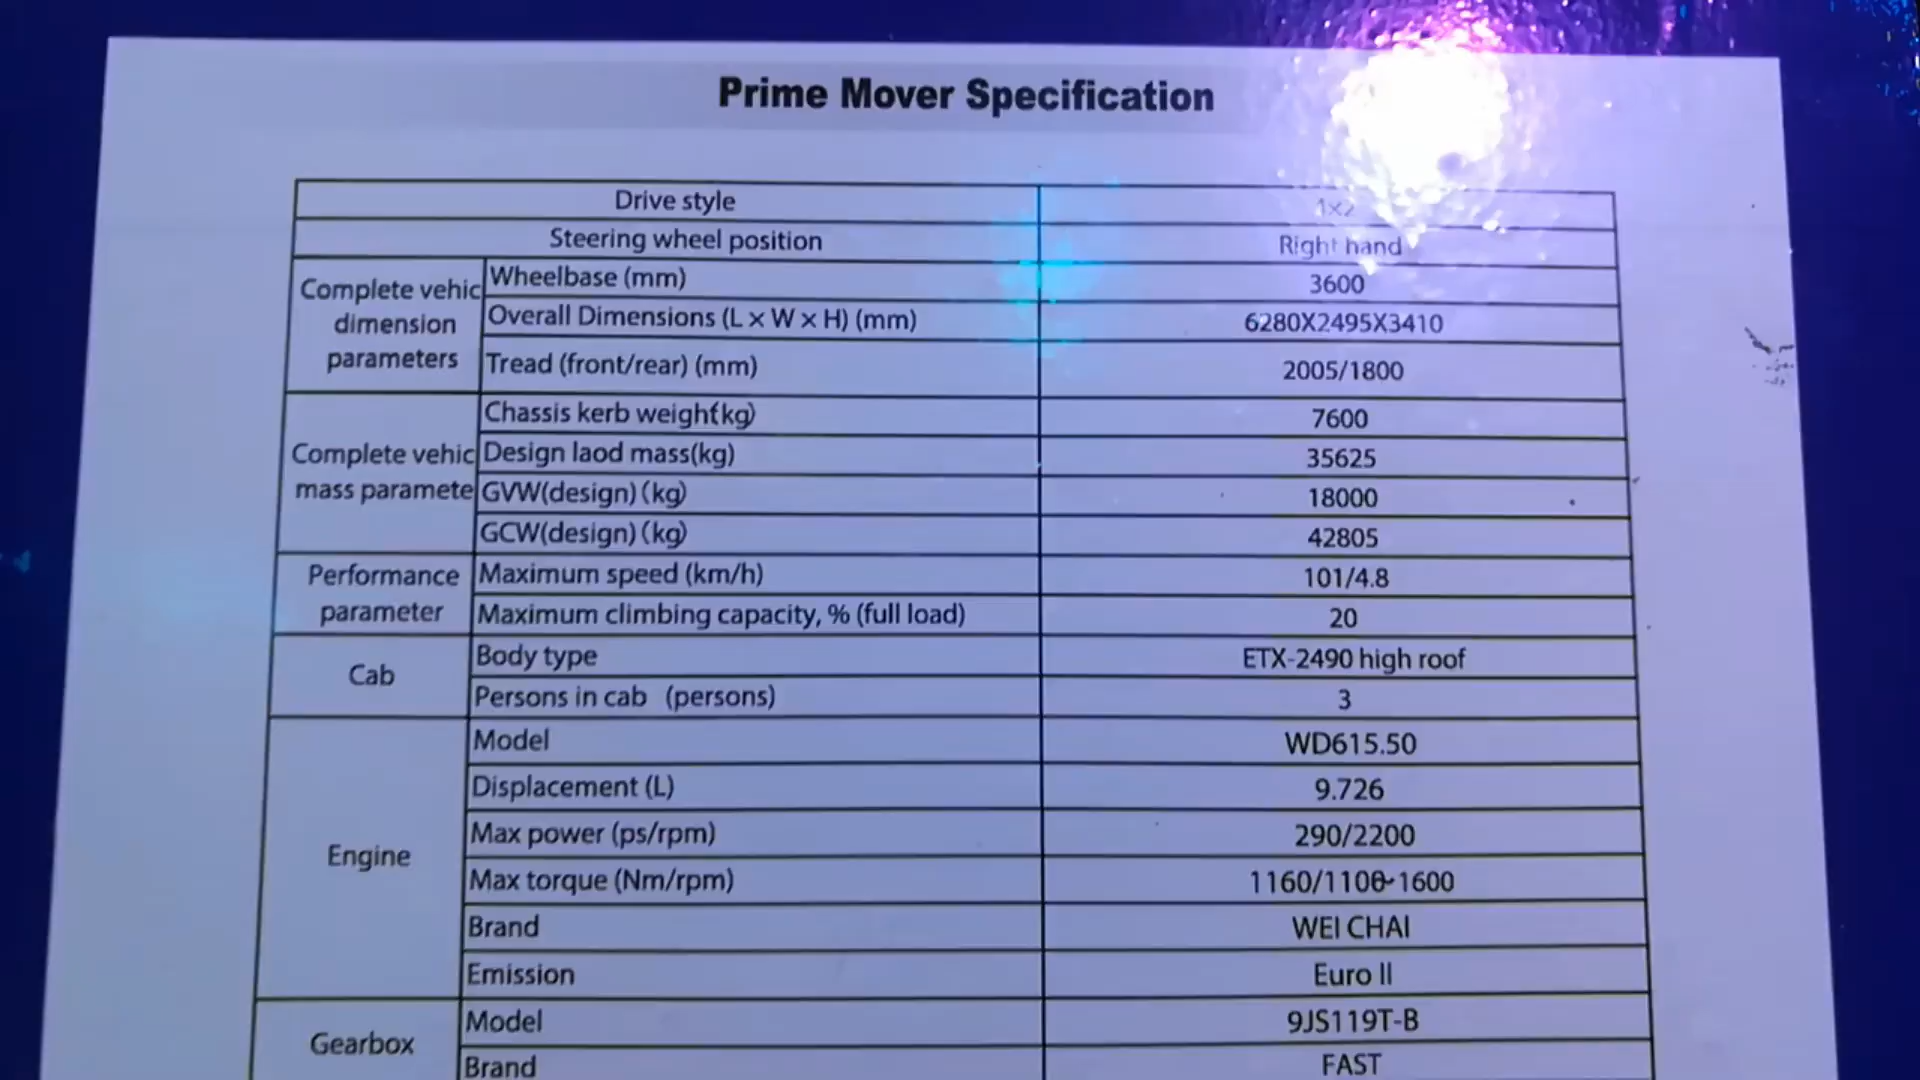 Prime Mover Specification
Drive style
Steering wheel position Right hand
Complete vehic dimension parameters
Wheelbase (mm) 3600
Overall Dimensions (L x W x H) (mm) 6280X2495X3410
Tread (front/rear) (mm) 2005/1800
Complete vehic mass paramete
Chassis kerb weight(kg) 7600
Design laod mass(kg) 35625
GVW(design) (kg) 18000
GCW(design) (kg) 42805
Performance parameter
Maximum speed (km/h) 101/4.8
Maximum climbing capacity, % (full load) 20
Cab
Body type ETX-2490 high roof
Persons in cab (persons) 3
Engine
Model WD615.50
Displacement (L) 9.726
Max power (ps/rpm) 290/2200
Max torque (Nm/rpm) 1160/1100~1600
Brand WEI CHAI
Emission Euro II
Gearbox
Model 9JS119T-B
Brand FAST